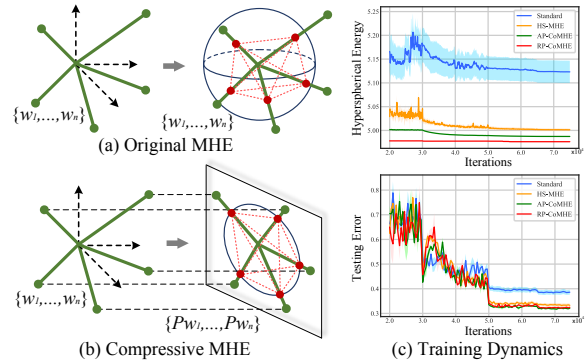 {w1,...,wn}
{w1,...,wn}
(a) Original MHE
{w1,...,wn}
{Pw1,...,Pwn}
(b) Compressive MHE
Hyperspherical Energy
5.20
5.15
5.10
5.05
5.00
Standard
HS-MHE
AP-CoMHE
RP-CoMHE
2.0 3.0 4.0 5.0 6.0 7.0 ×10⁴
Iterations
Testing Error
0.8
0.7
0.6
0.5
0.4
0.3
Standard
HS-MHE
AP-CoMHE
RP-CoMHE
2.0 3.0 4.0 5.0 6.0 7.0 ×10⁴
Iterations
(c) Training Dynamics